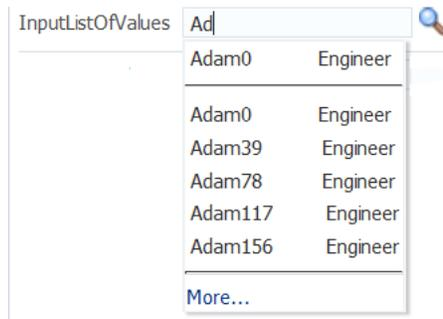 InputListOfValues Ad
Adam0 Engineer
Adam0 Engineer
Adam39 Engineer
Adam78 Engineer
Adam117 Engineer
Adam156 Engineer
More...